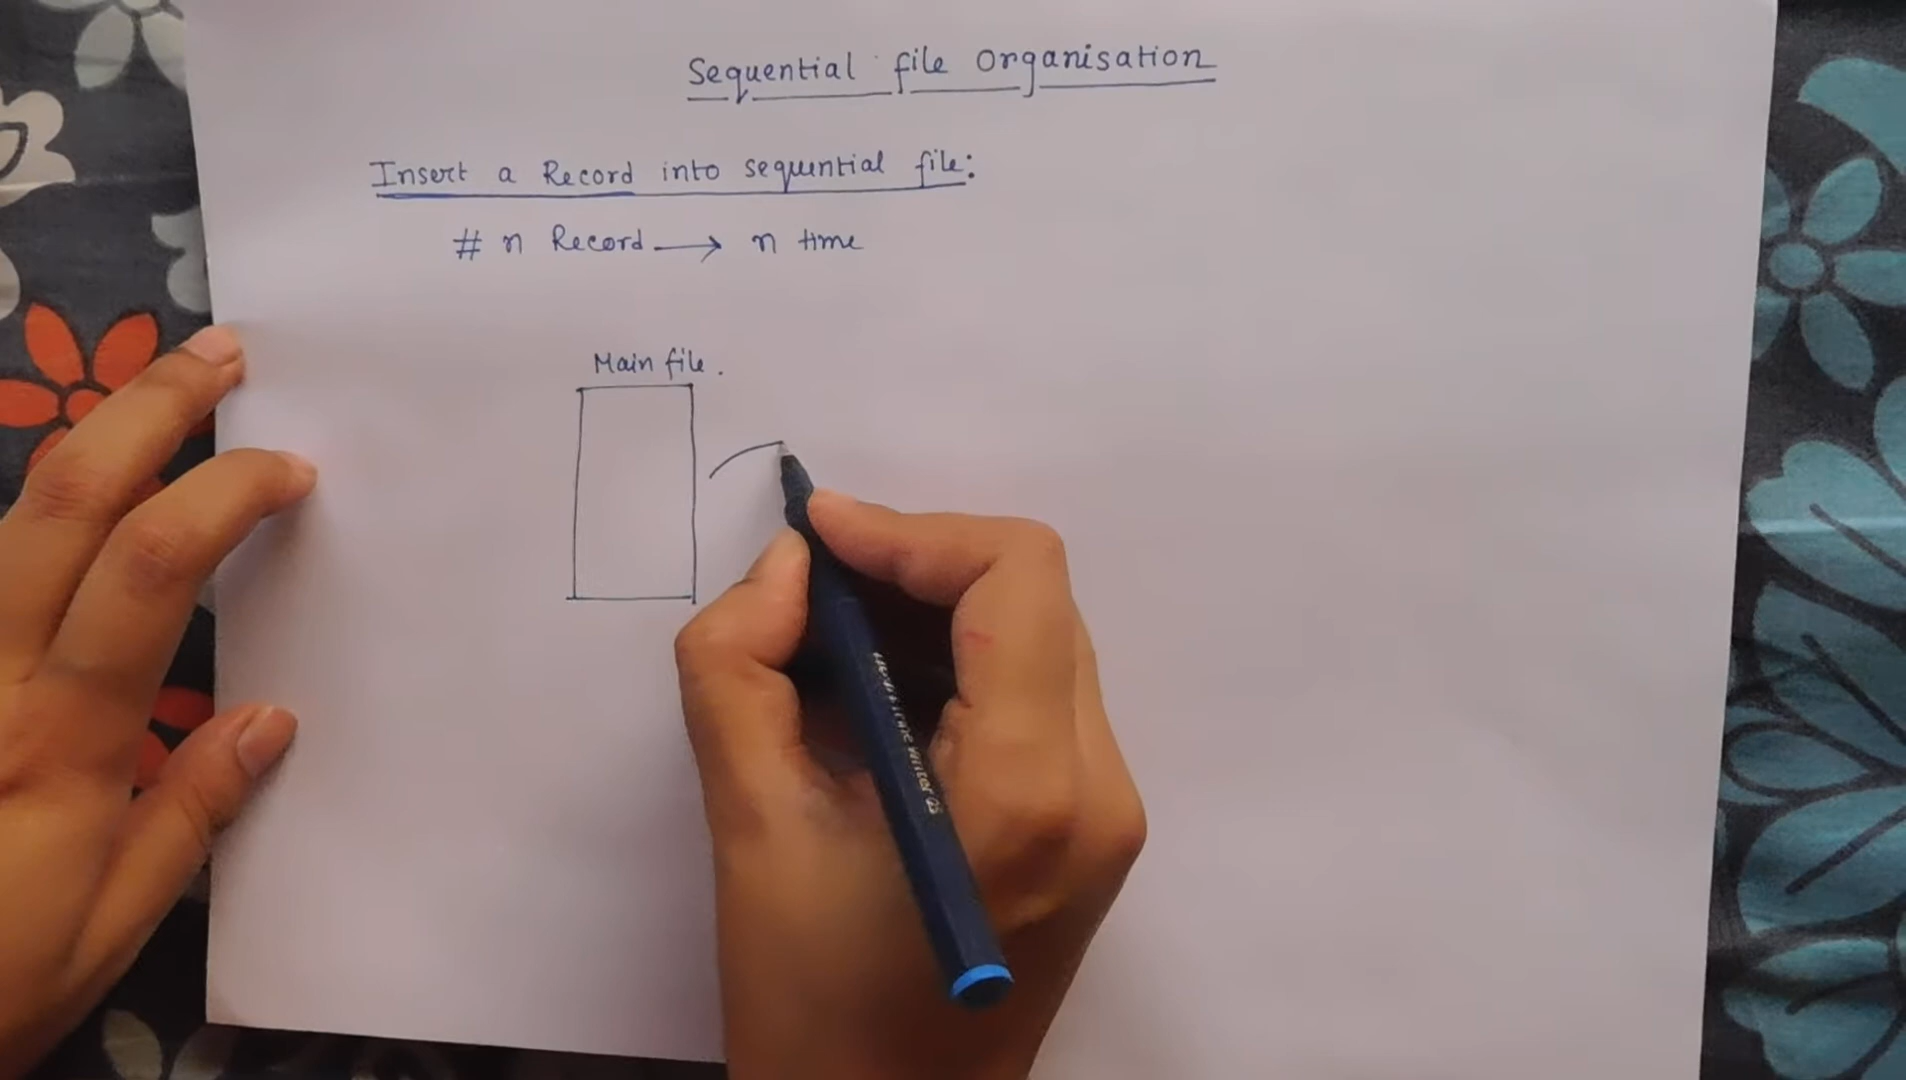 Sequential file Organisation
Insert a Record into sequential file:
# n Record → n time
Main file.